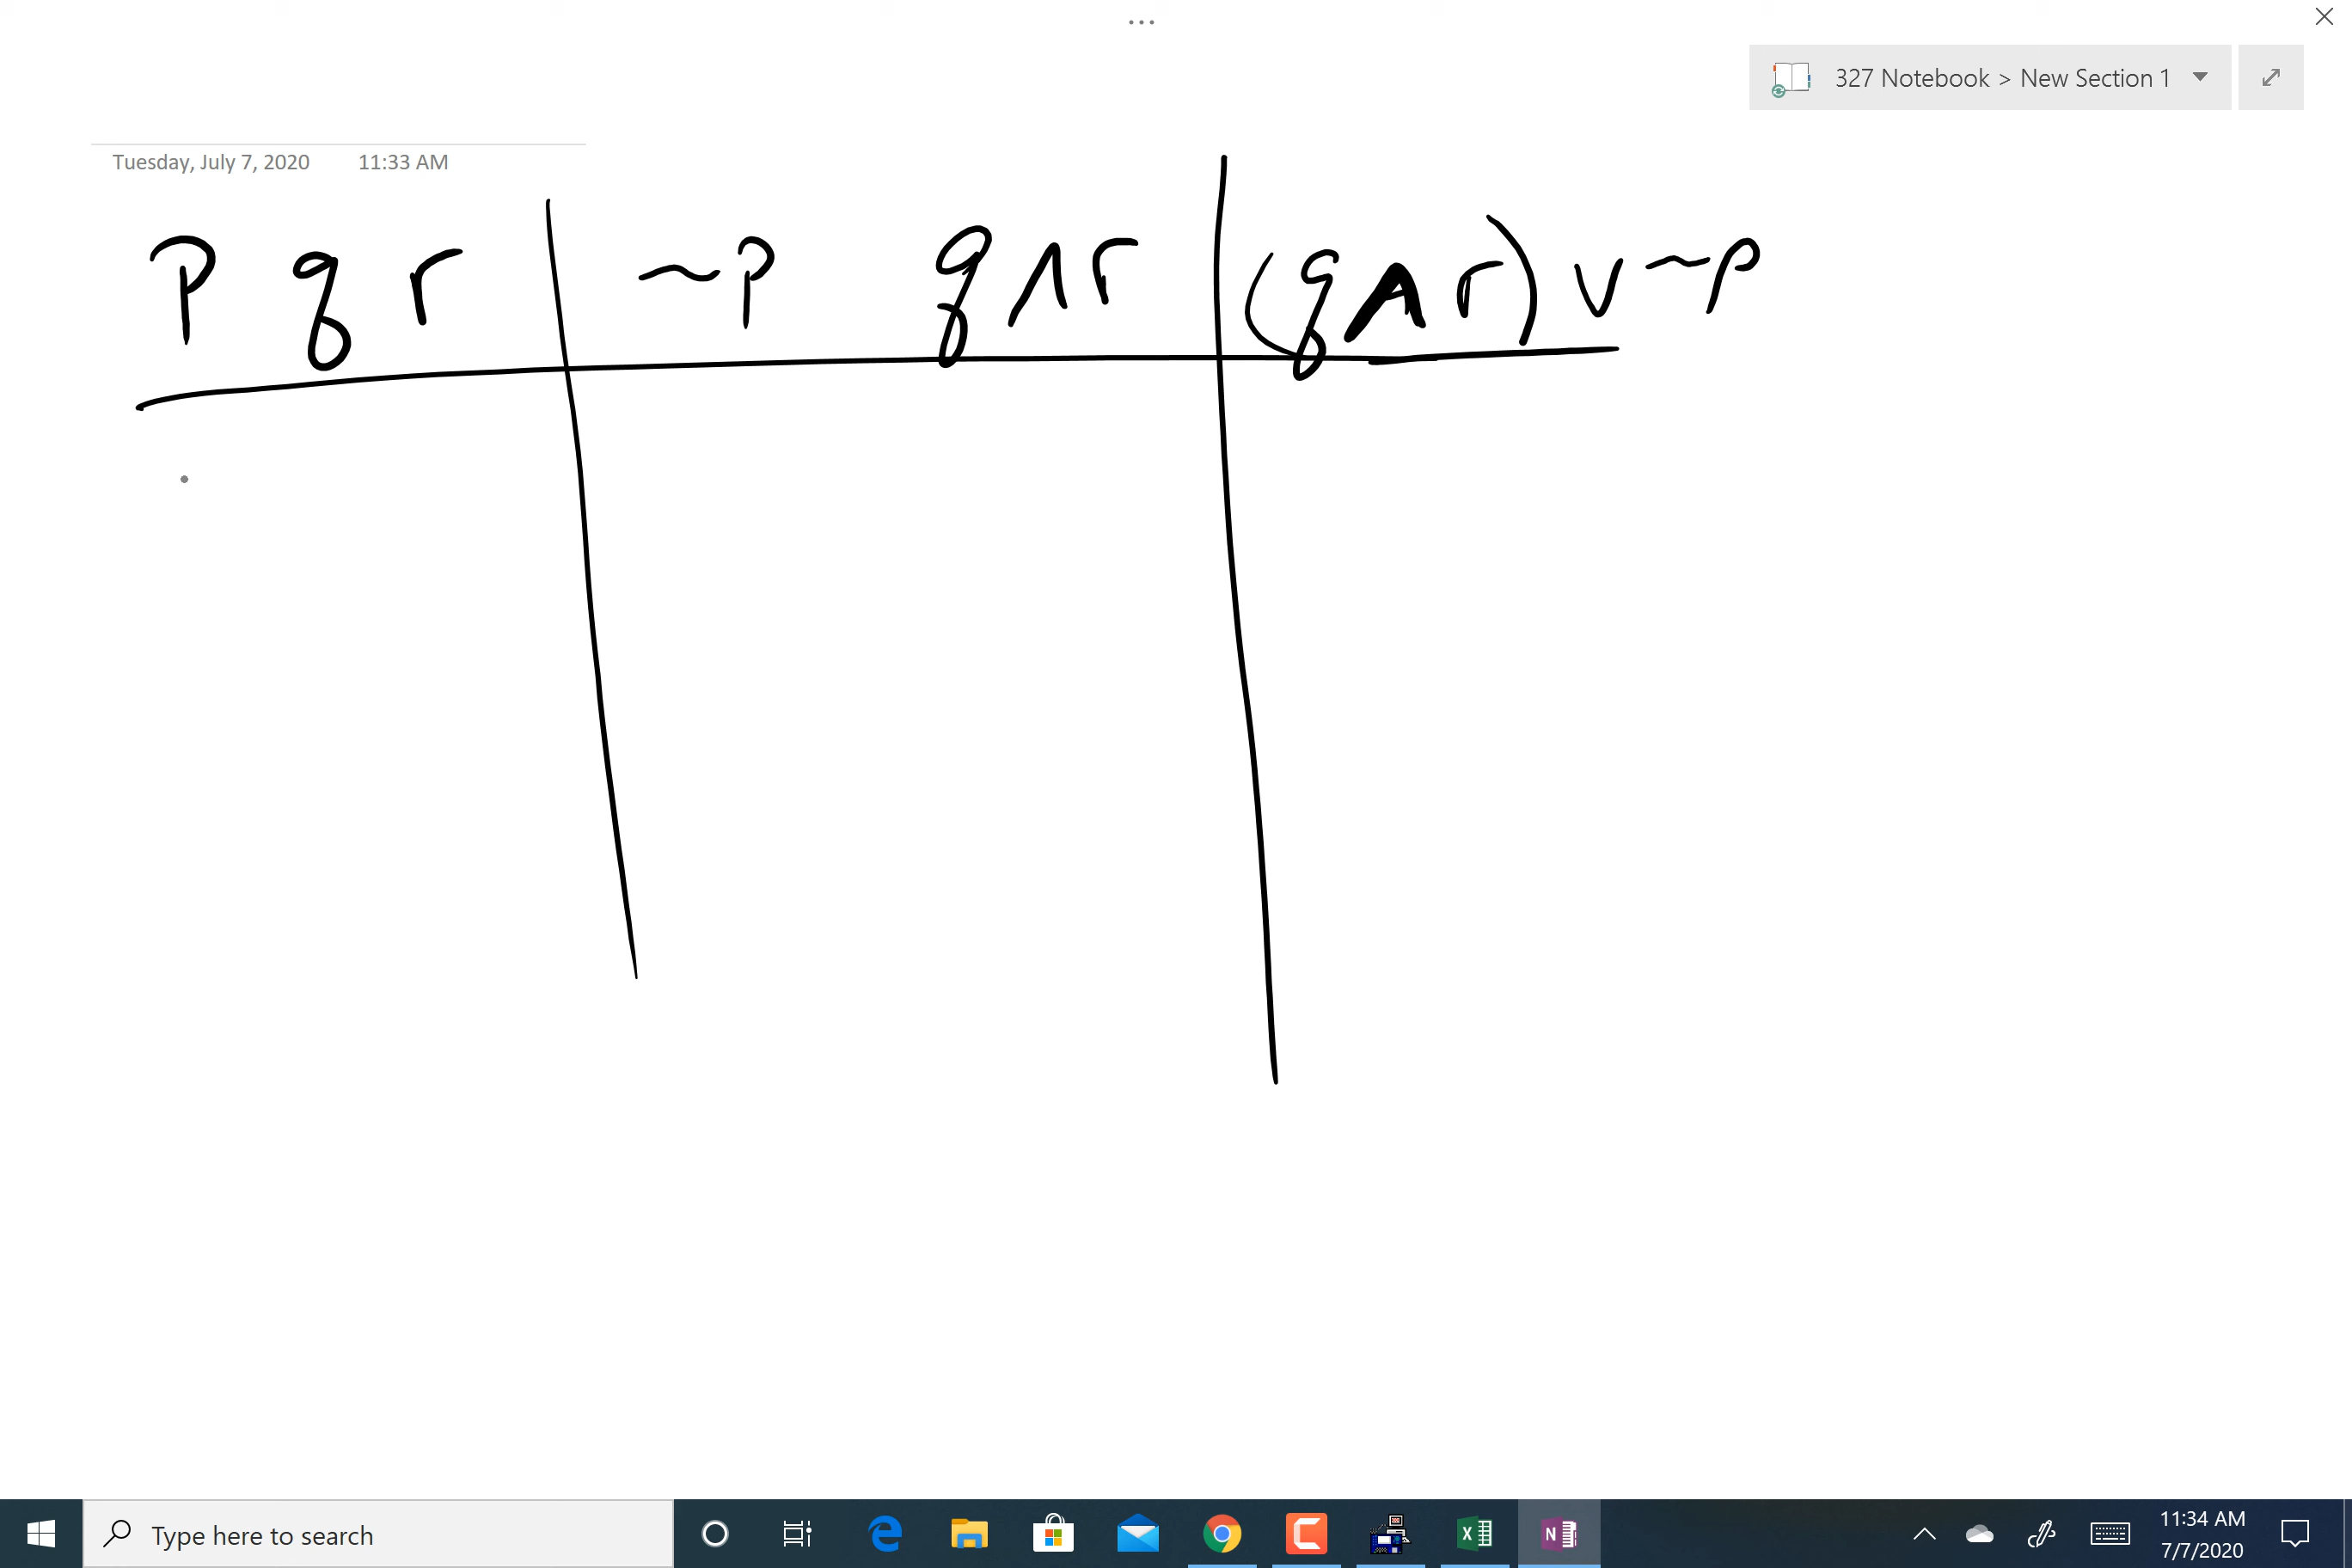 327 Notebook > New Section 1
Tuesday, July 7, 2020 11:33 AM
p q r ~p q∧r (q∧r)∨~p
Type here to search
11:34 AM
7/7/2020